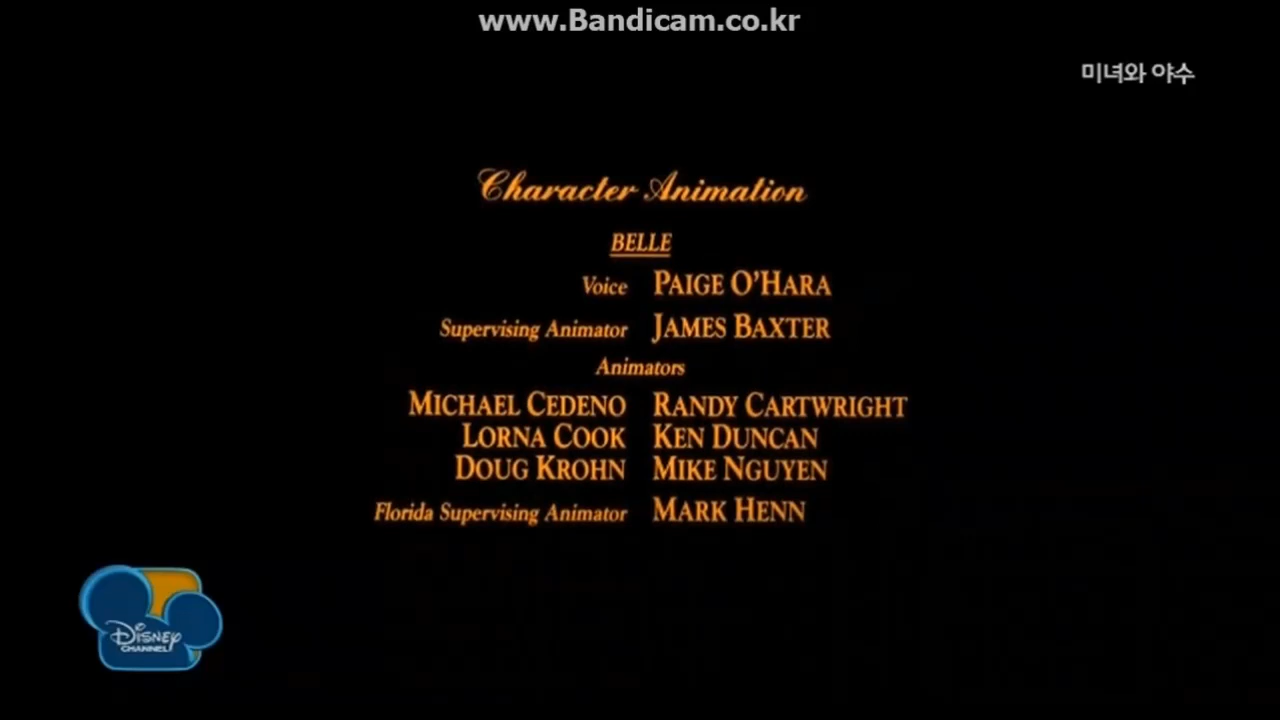 www.Bandicam.co.kr
미녀와 야수
Character Animation
BELLE
Voice PAIGE O'HARA
Supervising Animator JAMES BAXTER
Animators
MICHAEL CEDENO RANDY CARTWRIGHT
LORNA COOK KEN DUNCAN
DOUG KROHN MIKE NGUYEN
Florida Supervising Animator MARK HENN
DISNEY
CHANNEL